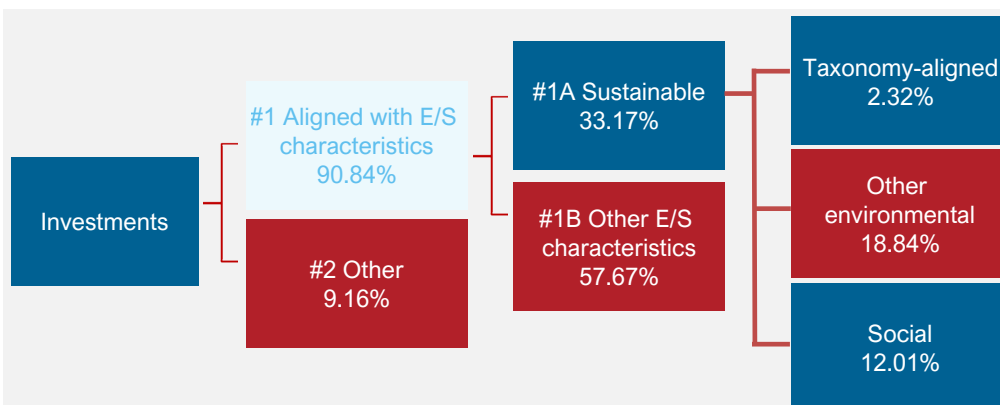 Investments
#1 Aligned with E/S
characteristics
90.84%
#2 Other
9.16%
#1A Sustainable
33.17%
#1B Other E/S
characteristics
57.67%
Taxonomy-aligned
2.32%
Other
environmental
18.84%
Social
12.01%